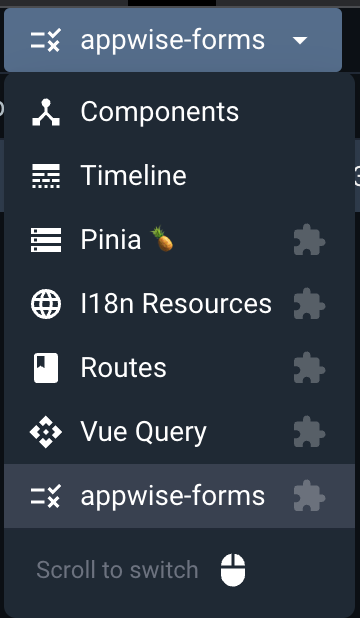 appwise-forms
Components
Timeline
Pinia 🍍
I18n Resources
Routes
Vue Query
appwise-forms
Scroll to switch